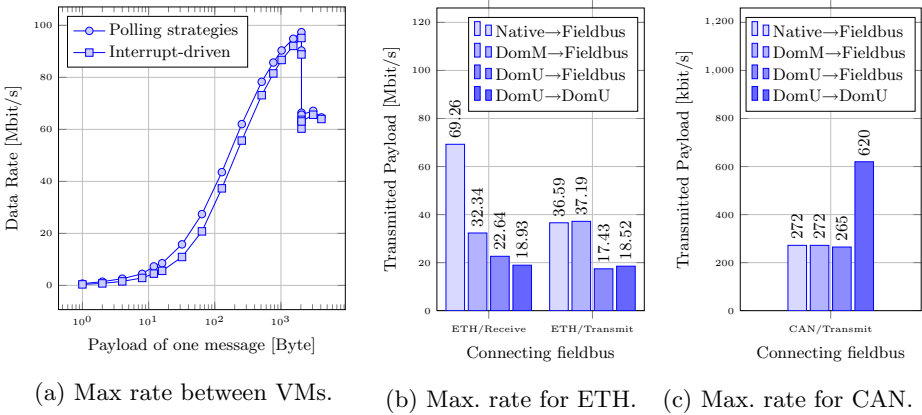 100
80
60
40
20
0
10^0
10^1
10^2
10^3
Data Rate [Mbit/s]
Payload of one message [Byte]
Polling strategies
Interrupt-driven
(a) Max rate between VMs.
120
100
80
60
40
20
0
Transmitted Payload [Mbit/s]
Native→Fieldbus
DomM→Fieldbus
DomU→Fieldbus
DomU→DomU
69.26
32.34
22.64
18.93
36.59
37.19
17.43
18.52
ETH/Receive
ETH/Transmit
Connecting fieldbus
(b) Max. rate for ETH.
1,200
1,000
800
600
400
200
0
Transmitted Payload [kbit/s]
Native→Fieldbus
DomM→Fieldbus
DomU→Fieldbus
DomU→DomU
272
272
265
620
CAN/Transmit
Connecting fieldbus
(c) Max. rate for CAN.